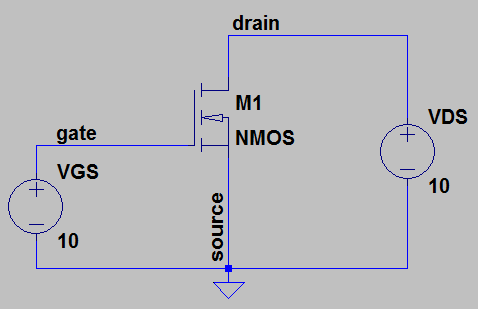 drain
M1
VDS
gate
NMOS
VGS
10
source
10